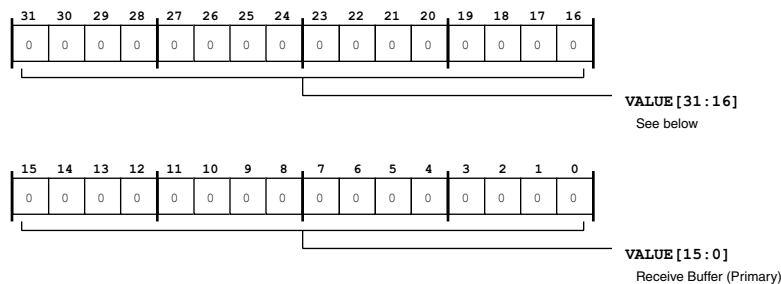 31 30 29 28 27 26 25 24 23 22 21 20 19 18 17 16
0 0 0 0 0 0 0 0 0 0 0 0 0 0 0 0
VALUE[31:16]
See below
15 14 13 12 11 10 9 8 7 6 5 4 3 2 1 0
0 0 0 0 0 0 0 0 0 0 0 0 0 0 0 0
VALUE[15:0]
Receive Buffer (Primary)